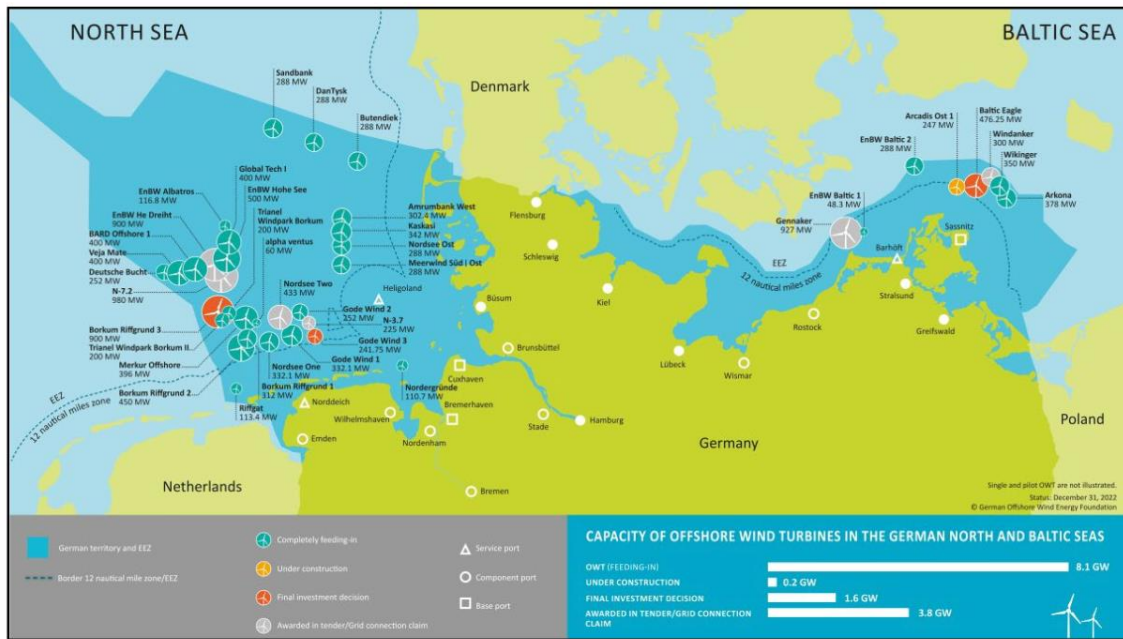 NORTH SEA
BALTIC SEA
Denmark
Sandbank
288 MW
DanTysk
288 MW
Butendiek
288 MW
Global Tech I
400 MW
EnBW Albatros
116.8 MW
EnBW Hohe See
500 MW
EnBW He Dreiht
900 MW
Trianel
Windpark Borkum
200 MW
BARD Offshore 1
400 MW
alpha ventus
60 MW
Veja Mate
400 MW
Deutsche Bucht
252 MW
N-7.2
980 MW
Nordsee Two
433 MW
Amrumbank West
302.4 MW
Kaskasi
342 MW
Nordsee Ost
288 MW
Meerwind Süd | Ost
288 MW
Borkum Riffgrund 3
900 MW
Trianel Windpark Borkum II
200 MW
Merkur Offshore
396 MW
Borkum Riffgrund 2
450 MW
Gode Wind 2
252 MW
N-3.7
225 MW
Gode Wind 3
241.75 MW
Gode Wind 1
332.1 MW
Nordsee One
332.1 MW
Borkum Riffgrund 1
312 MW
Riffgat
113.4 MW
Nordergründe
110.7 MW
EEZ
12 nautical miles zone
Arcadis Ost 1
247 MW
Baltic Eagle
476.25 MW
Windanker
300 MW
Wikinger
350 MW
EnBW Baltic 2
288 MW
Arkona
378 MW
EnBW Baltic 1
48.3 MW
Gennaker
927 MW
EEZ
12 nautical miles zone
Flensburg
Schleswig
Heligoland
Büsum
Kiel
Brunsbüttel
Cuxhaven
Bremerhaven
Norddeich
Wilhelmshaven
Emden
Nordenham
Stade
Hamburg
Bremen
Lübeck
Wismar
Rostock
Barhöft
Sassnitz
Stralsund
Greifswald
Netherlands
Germany
Poland
Single and pilot OWT are not illustrated.
Status: December 31, 2022
© German Offshore Wind Energy Foundation
German territory and EEZ
Border 12 nautical mile zone/EEZ
Completely feeding-in
Under construction
Final investment decision
Awarded in tender/Grid connection claim
Service port
Component port
Base port
CAPACITY OF OFFSHORE WIND TURBINES IN THE GERMAN NORTH AND BALTIC SEAS
OWT (FEEDING-IN) 8.1 GW
UNDER CONSTRUCTION 0.2 GW
FINAL INVESTMENT DECISION 1.6 GW
AWARDED IN TENDER/GRID CONNECTION 3.8 GW
CLAIM